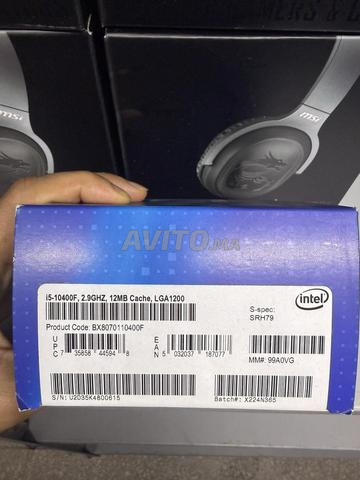 msi
msi
AVITO.MA
i5-10400F, 2.9GHZ, 12MB Cache, LGA1200
intel
S-spec:
SRH79
Product Code: BX8070110400F
UPC 7 35858 44594 8
EAN 5 032037 187077
MM#: 99A0VG
S/N: U2035K4800615
Batch#: X224N365